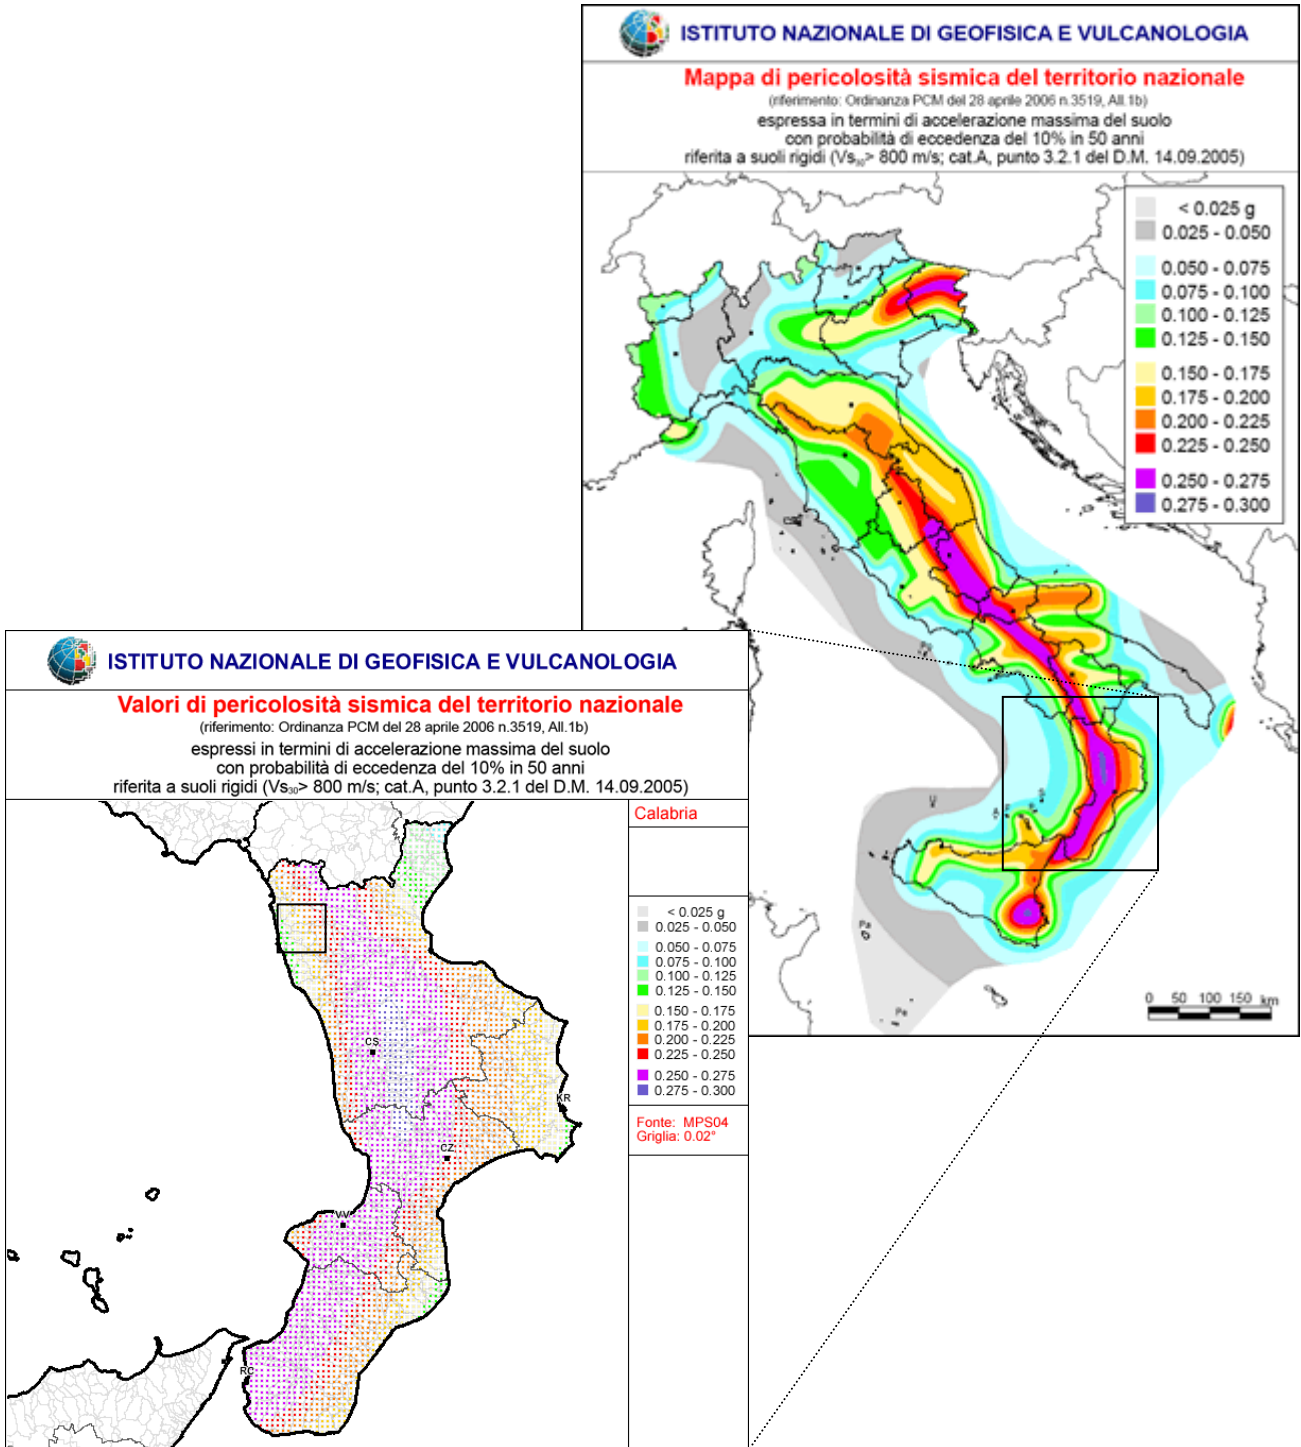 ISTITUTO NAZIONALE DI GEOFISICA E VULCANOLOGIA
Mappa di pericolosità sismica del territorio nazionale
(riferimento: Ordinanza PCM del 28 aprile 2006 n.3519, All.1b)
espressa in termini di accelerazione massima del suolo
con probabilità di eccedenza del 10% in 50 anni
riferita a suoli rigidi (Vs₃₀> 800 m/s; cat.A, punto 3.2.1 del D.M. 14.09.2005)
< 0.025 g
0.025 - 0.050
0.050 - 0.075
0.075 - 0.100
0.100 - 0.125
0.125 - 0.150
0.150 - 0.175
0.175 - 0.200
0.200 - 0.225
0.225 - 0.250
0.250 - 0.275
0.275 - 0.300
U
Pa
Pe
0 50 100 150 km
ISTITUTO NAZIONALE DI GEOFISICA E VULCANOLOGIA
Valori di pericolosità sismica del territorio nazionale
(riferimento: Ordinanza PCM del 28 aprile 2006 n.3519, All.1b)
espressi in termini di accelerazione massima del suolo
con probabilità di eccedenza del 10% in 50 anni
riferita a suoli rigidi (Vs₃₀> 800 m/s; cat.A, punto 3.2.1 del D.M. 14.09.2005)
Calabria
< 0.025 g
0.025 - 0.050
0.050 - 0.075
0.075 - 0.100
0.100 - 0.125
0.125 - 0.150
0.150 - 0.175
0.175 - 0.200
0.200 - 0.225
0.225 - 0.250
0.250 - 0.275
0.275 - 0.300
Fonte: MPS04
Griglia: 0.02°
CS
KR
CZ
VV
RC